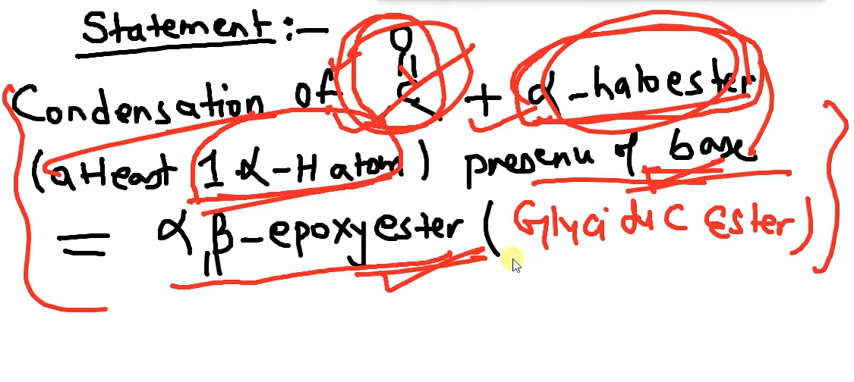 Statement :-
Condensation of O || C + α-haloester
(atleast 1 α-H atom) presence of base
= α, β-epoxyester (Glycidic Ester)